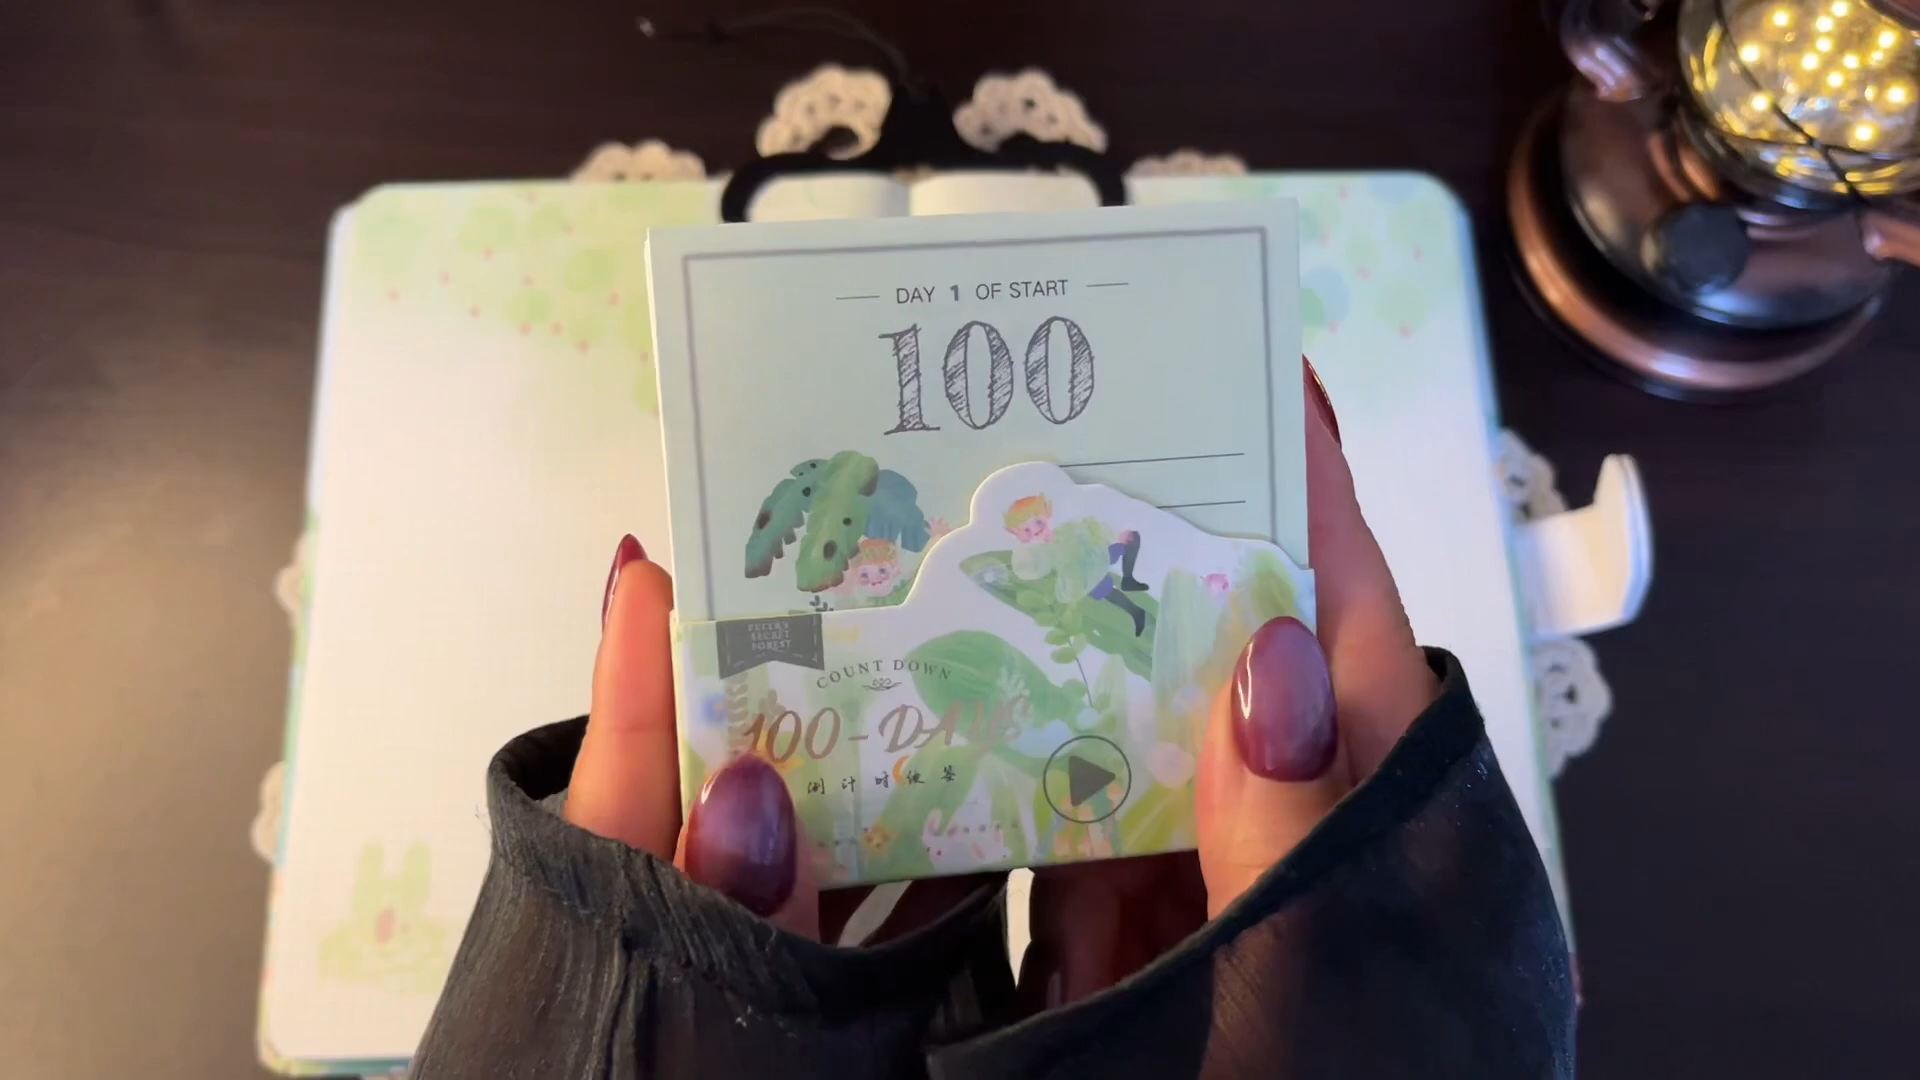 DAY 1 OF START
100
PETER'S
SECRET
FOREST
COUNT DOWN
100-DAYS
倒计时便签